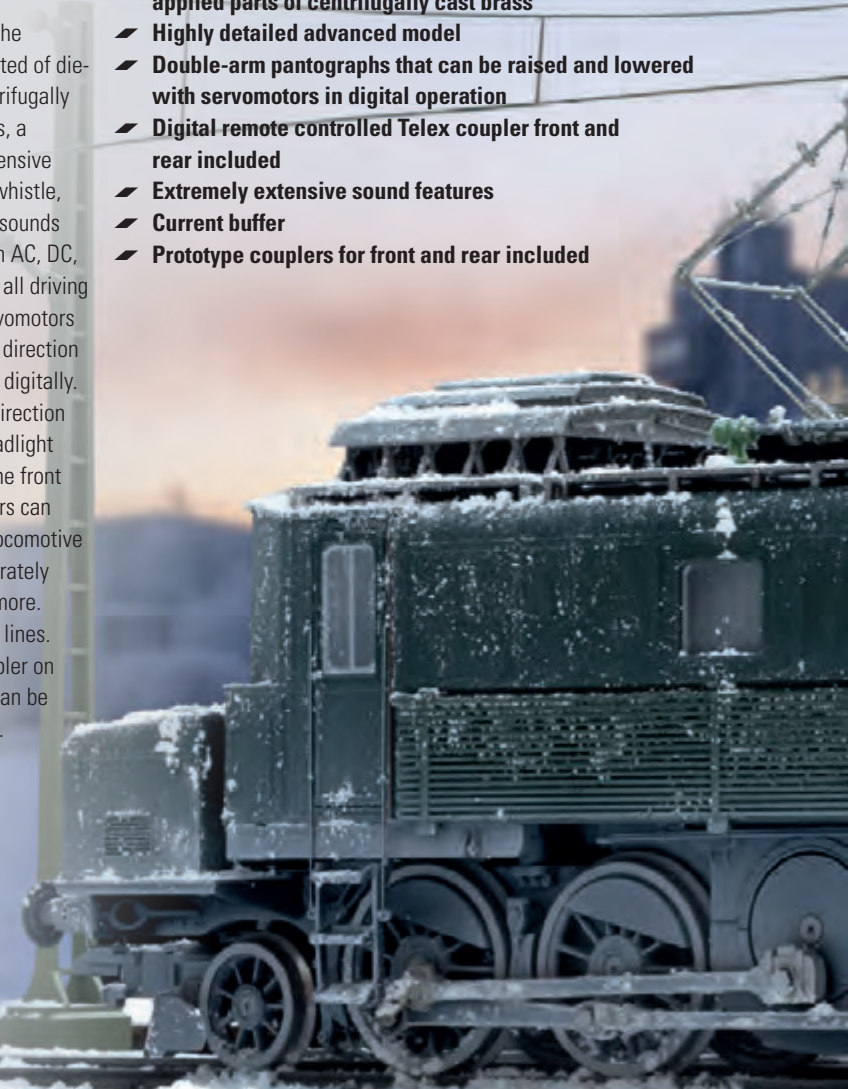 he
ted of die-
rifugally
s, a
ensive
whistle,
sounds
n AC, DC,
all driving
vomotors
direction
digitally.
irection
adlight
ne front
rs can
ocomotive
rately
more.
lines.
pler on
an be
.
applied parts of centrifugally cast brass
Highly detailed advanced model
Double-arm pantographs that can be raised and lowered
with servomotors in digital operation
Digital remote controlled Telex coupler front and
rear included
Extremely extensive sound features
Current buffer
Prototype couplers for front and rear included